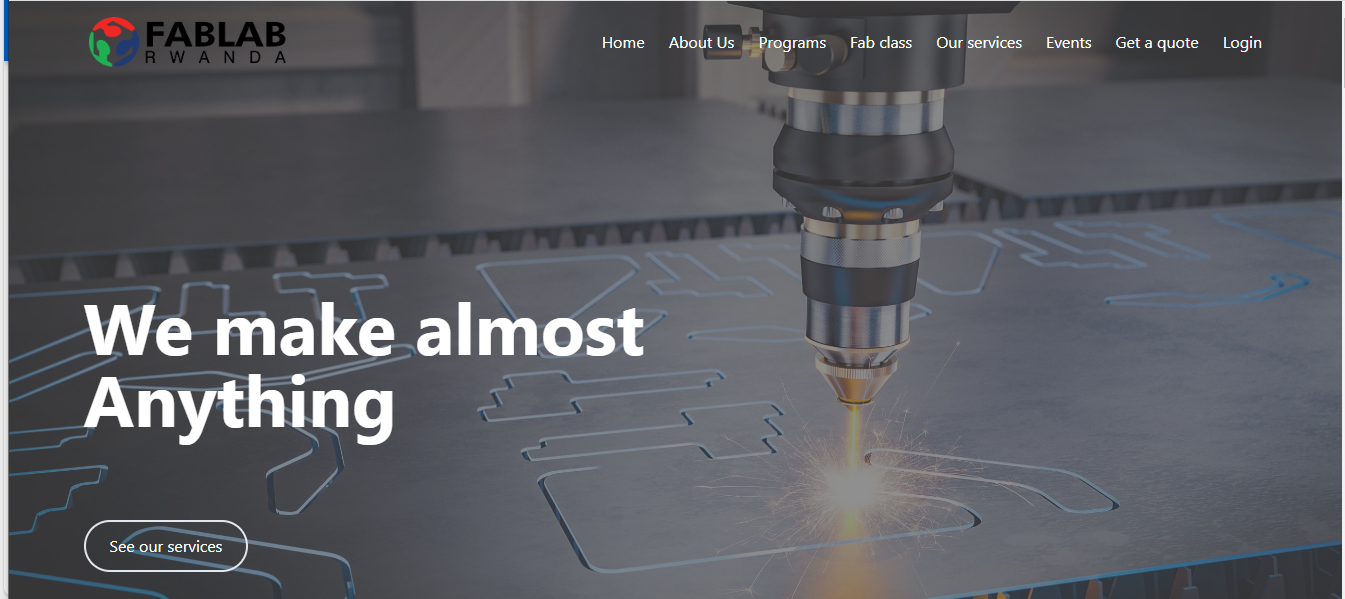 FABLAB
RWANDA
Home About Us Programs Fab class Our services Events Get a quote Login
We make almost
Anything
See our services